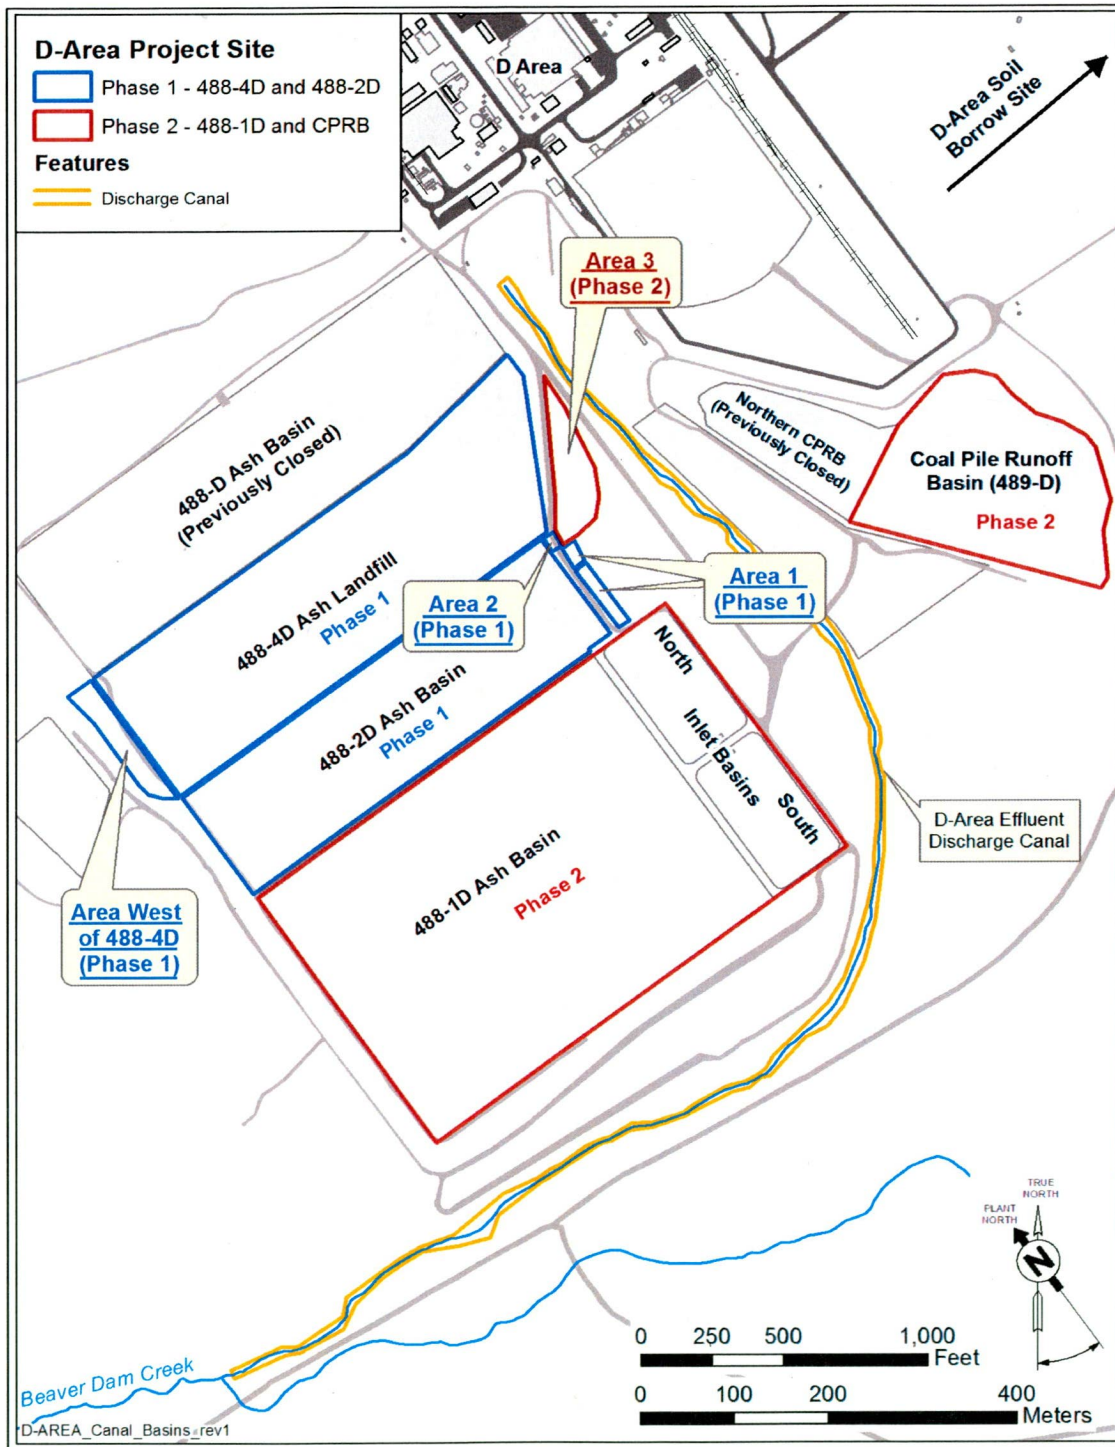 D-Area Project Site
Phase 1 - 488-4D and 488-2D
Phase 2 - 488-1D and CPRB
Features
Discharge Canal
D Area
D-Area Soil
Borrow Site
Area 3
(Phase 2)
488-D Ash Basin
(Previously Closed)
Northern CPRB
(Previously Closed)
Coal Pile Runoff
Basin (489-D)
Phase 2
488-4D Ash Landfill
Phase 1
Area 2
(Phase 1)
Area 1
(Phase 1)
488-2D Ash Basin
Phase 1
North
Inlet Basins
South
488-1D Ash Basin
Phase 2
D-Area Effluent
Discharge Canal
Area West
of 488-4D
(Phase 1)
TRUE
NORTH
PLANT
NORTH
N
0 250 500 1,000
Feet
0 100 200 400
Meters
Beaver Dam Creek
D-AREA_Canal_Basins_rev1